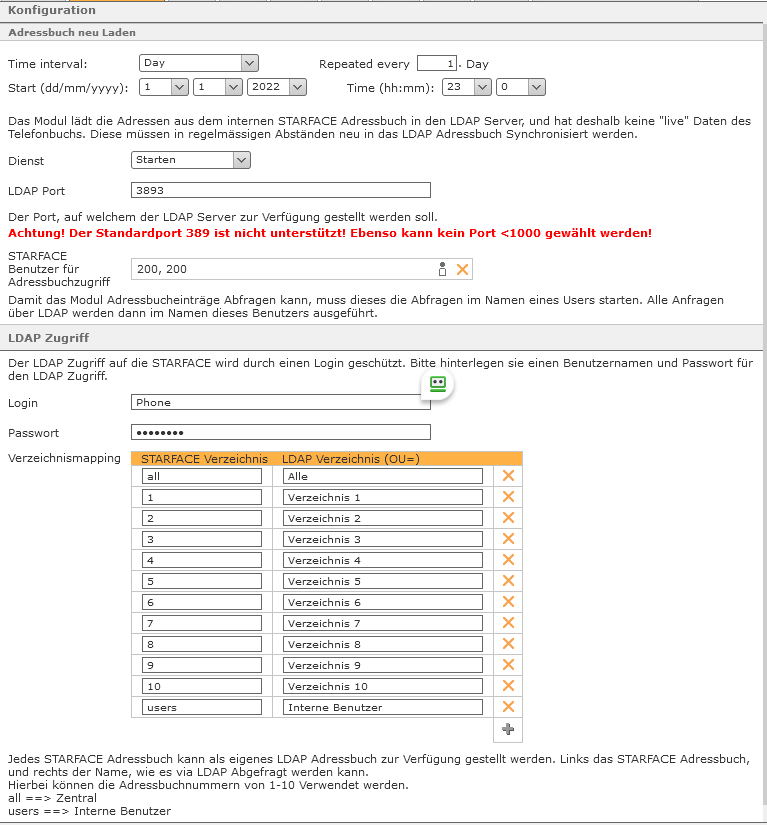 Konfiguration
Adressbuch neu Laden
Time interval: Day Repeated every 1 . Day
Start (dd/mm/yyyy): 1 1 2022 Time (hh:mm): 23 0
Das Modul lädt die Adressen aus dem internen STARFACE Adressbuch in den LDAP Server, und hat deshalb keine "live" Daten des
Telefonbuchs. Diese müssen in regelmässigen Abständen neu in das LDAP Adressbuch Synchronisiert werden.
Dienst Starten
LDAP Port 3893
Der Port, auf welchem der LDAP Server zur Verfügung gestellt werden soll.
Achtung! Der Standardport 389 ist nicht unterstützt! Ebenso kann kein Port <1000 gewählt werden!
STARFACE
Benutzer für
Adressbuchzugriff
200, 200
Damit das Modul Adressbucheinträge Abfragen kann, muss dieses die Abfragen im Namen eines Users starten. Alle Anfragen
über LDAP werden dann im Namen dieses Benutzers ausgeführt.
LDAP Zugriff
Der LDAP Zugriff auf die STARFACE wird durch einen Login geschützt. Bitte hinterlegen sie einen Benutzernamen und Passwort für
den LDAP Zugriff.
Login Phone
Passwort ••••••••
Verzeichnismapping STARFACE Verzeichnis LDAP Verzeichnis (OU=)
all Alle
1 Verzeichnis 1
2 Verzeichnis 2
3 Verzeichnis 3
4 Verzeichnis 4
5 Verzeichnis 5
6 Verzeichnis 6
7 Verzeichnis 7
8 Verzeichnis 8
9 Verzeichnis 9
10 Verzeichnis 10
users Interne Benutzer
Jedes STARFACE Adressbuch kann als eigenes LDAP Adressbuch zur Verfügung gestellt werden. Links das STARFACE Adressbuch,
und rechts der Name, wie es via LDAP Abgefragt werden kann.
Hierbei können die Adressbuchnummern von 1-10 Verwendet werden.
all ==> Zentral
users ==> Interne Benutzer